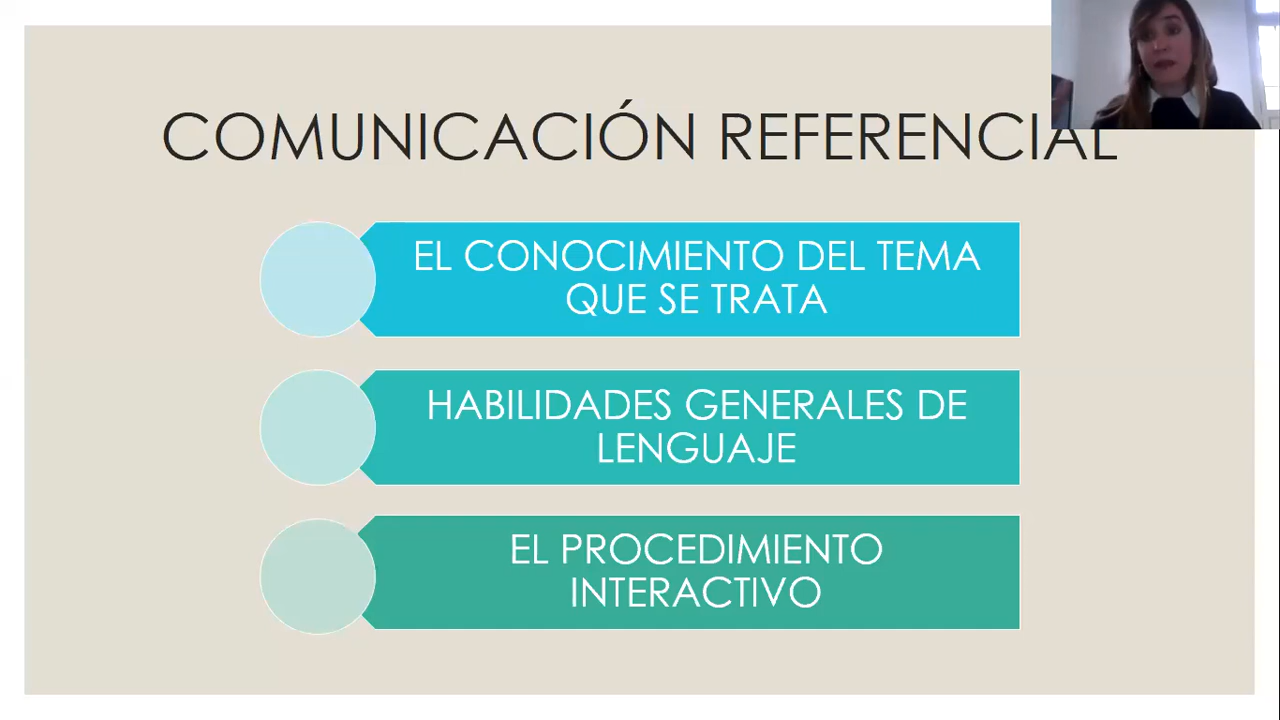 COMUNICACIÓN REFERENCIAL
EL CONOCIMIENTO DEL TEMA
QUE SE TRATA
HABILIDADES GENERALES DE
LENGUAJE
EL PROCEDIMIENTO
INTERACTIVO